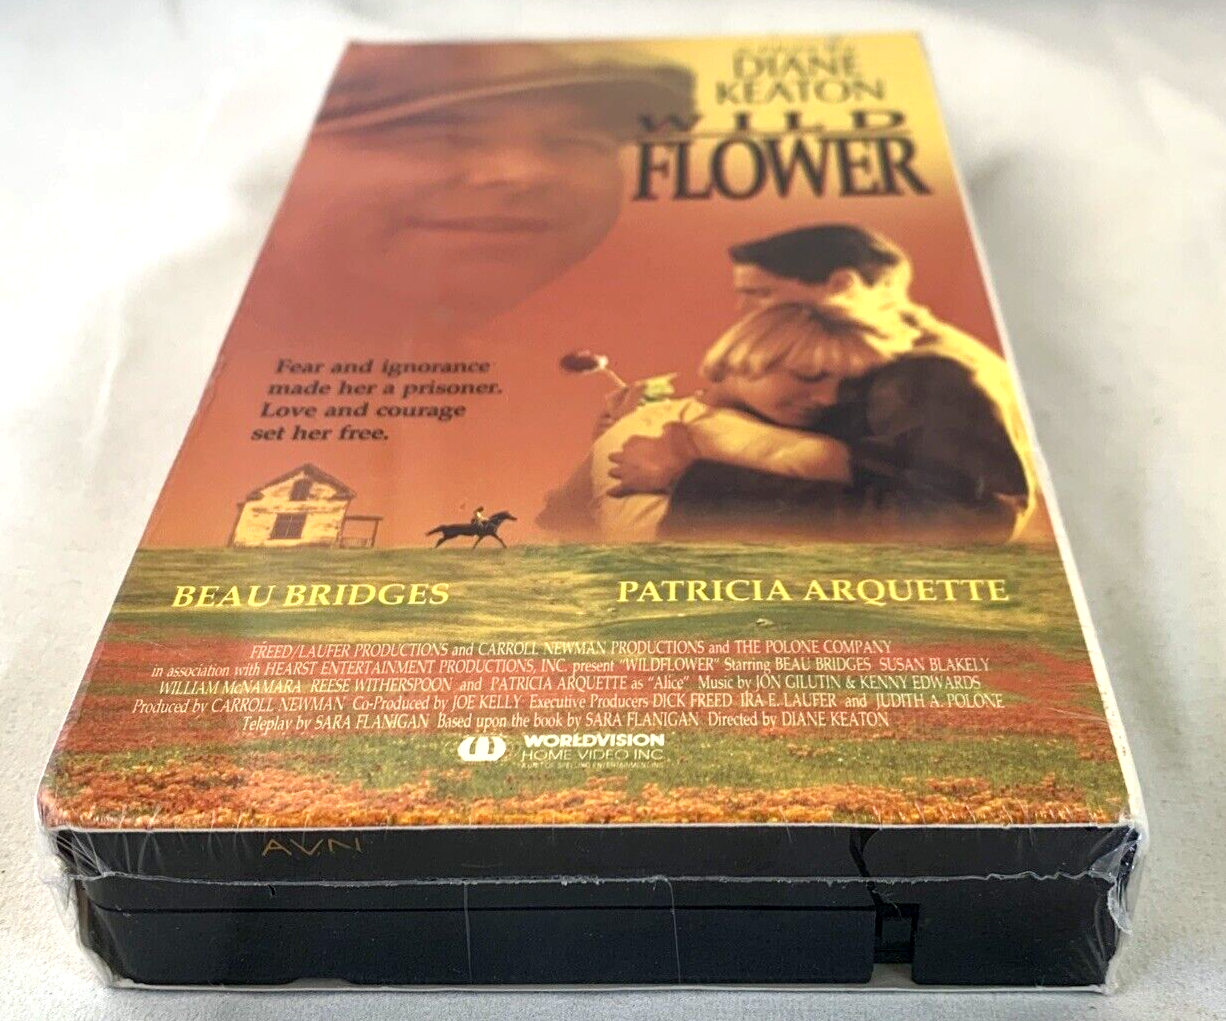 DIANE
KEATON
WILD
FLOWER
Fear and ignorance
made her a prisoner.
Love and courage
set her free.
BEAU BRIDGES PATRICIA ARQUETTE
FREED/LAUFER PRODUCTIONS and CARROLL NEWMAN PRODUCTIONS and THE POLONE COMPANY
in association with HEARST ENTERTAINMENT PRODUCTIONS, INC. present "WILDFLOWER" Starring BEAU BRIDGES SUSAN BLAKELY
WILLIAM McNAMARA REESE WITHERSPOON and PATRICIA ARQUETTE as "Alice" Music by JON GILUTIN & KENNY EDWARDS
Produced by CARROLL NEWMAN Co-Produced by JOE KELLY Executive Producers DICK FREED IRA E. LAUFER and JUDITH A. POLONE
Teleplay by SARA FLANIGAN Based upon the book by SARA FLANIGAN Directed by DIANE KEATON
WORLDVISION
HOME VIDEO INC.
A UNIT OF SPELLING ENTERTAINMENT INC.
AVN